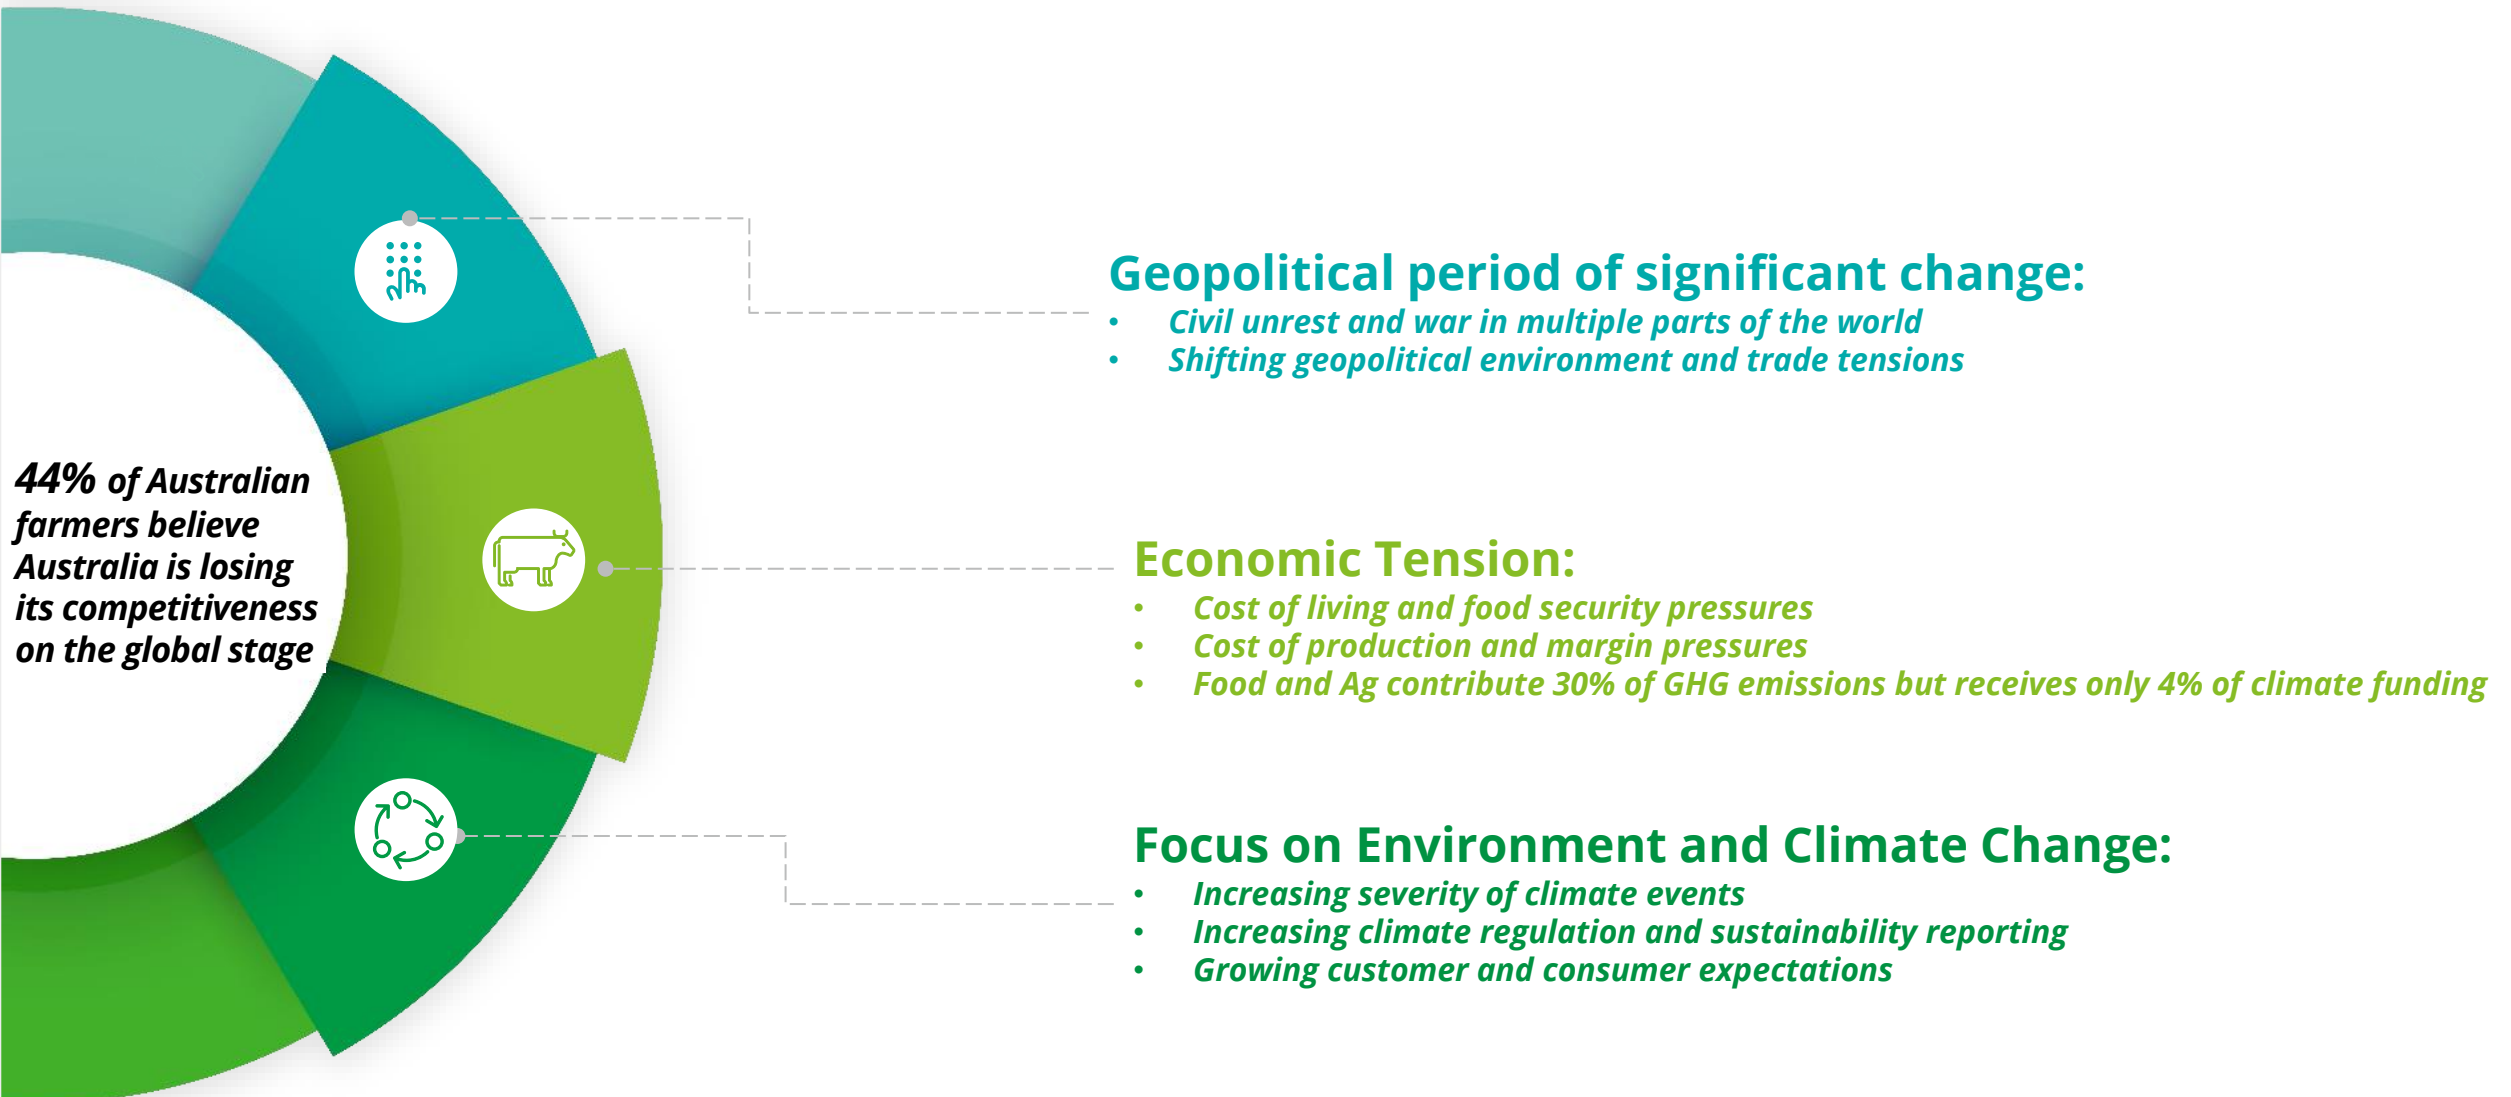 44% of Australian
farmers believe
Australia is losing
its competitiveness
on the global stage
Geopolitical period of significant change:
• Civil unrest and war in multiple parts of the world
• Shifting geopolitical environment and trade tensions
Economic Tension:
• Cost of living and food security pressures
• Cost of production and margin pressures
• Food and Ag contribute 30% of GHG emissions but receives only 4% of climate funding
Focus on Environment and Climate Change:
• Increasing severity of climate events
• Increasing climate regulation and sustainability reporting
• Growing customer and consumer expectations